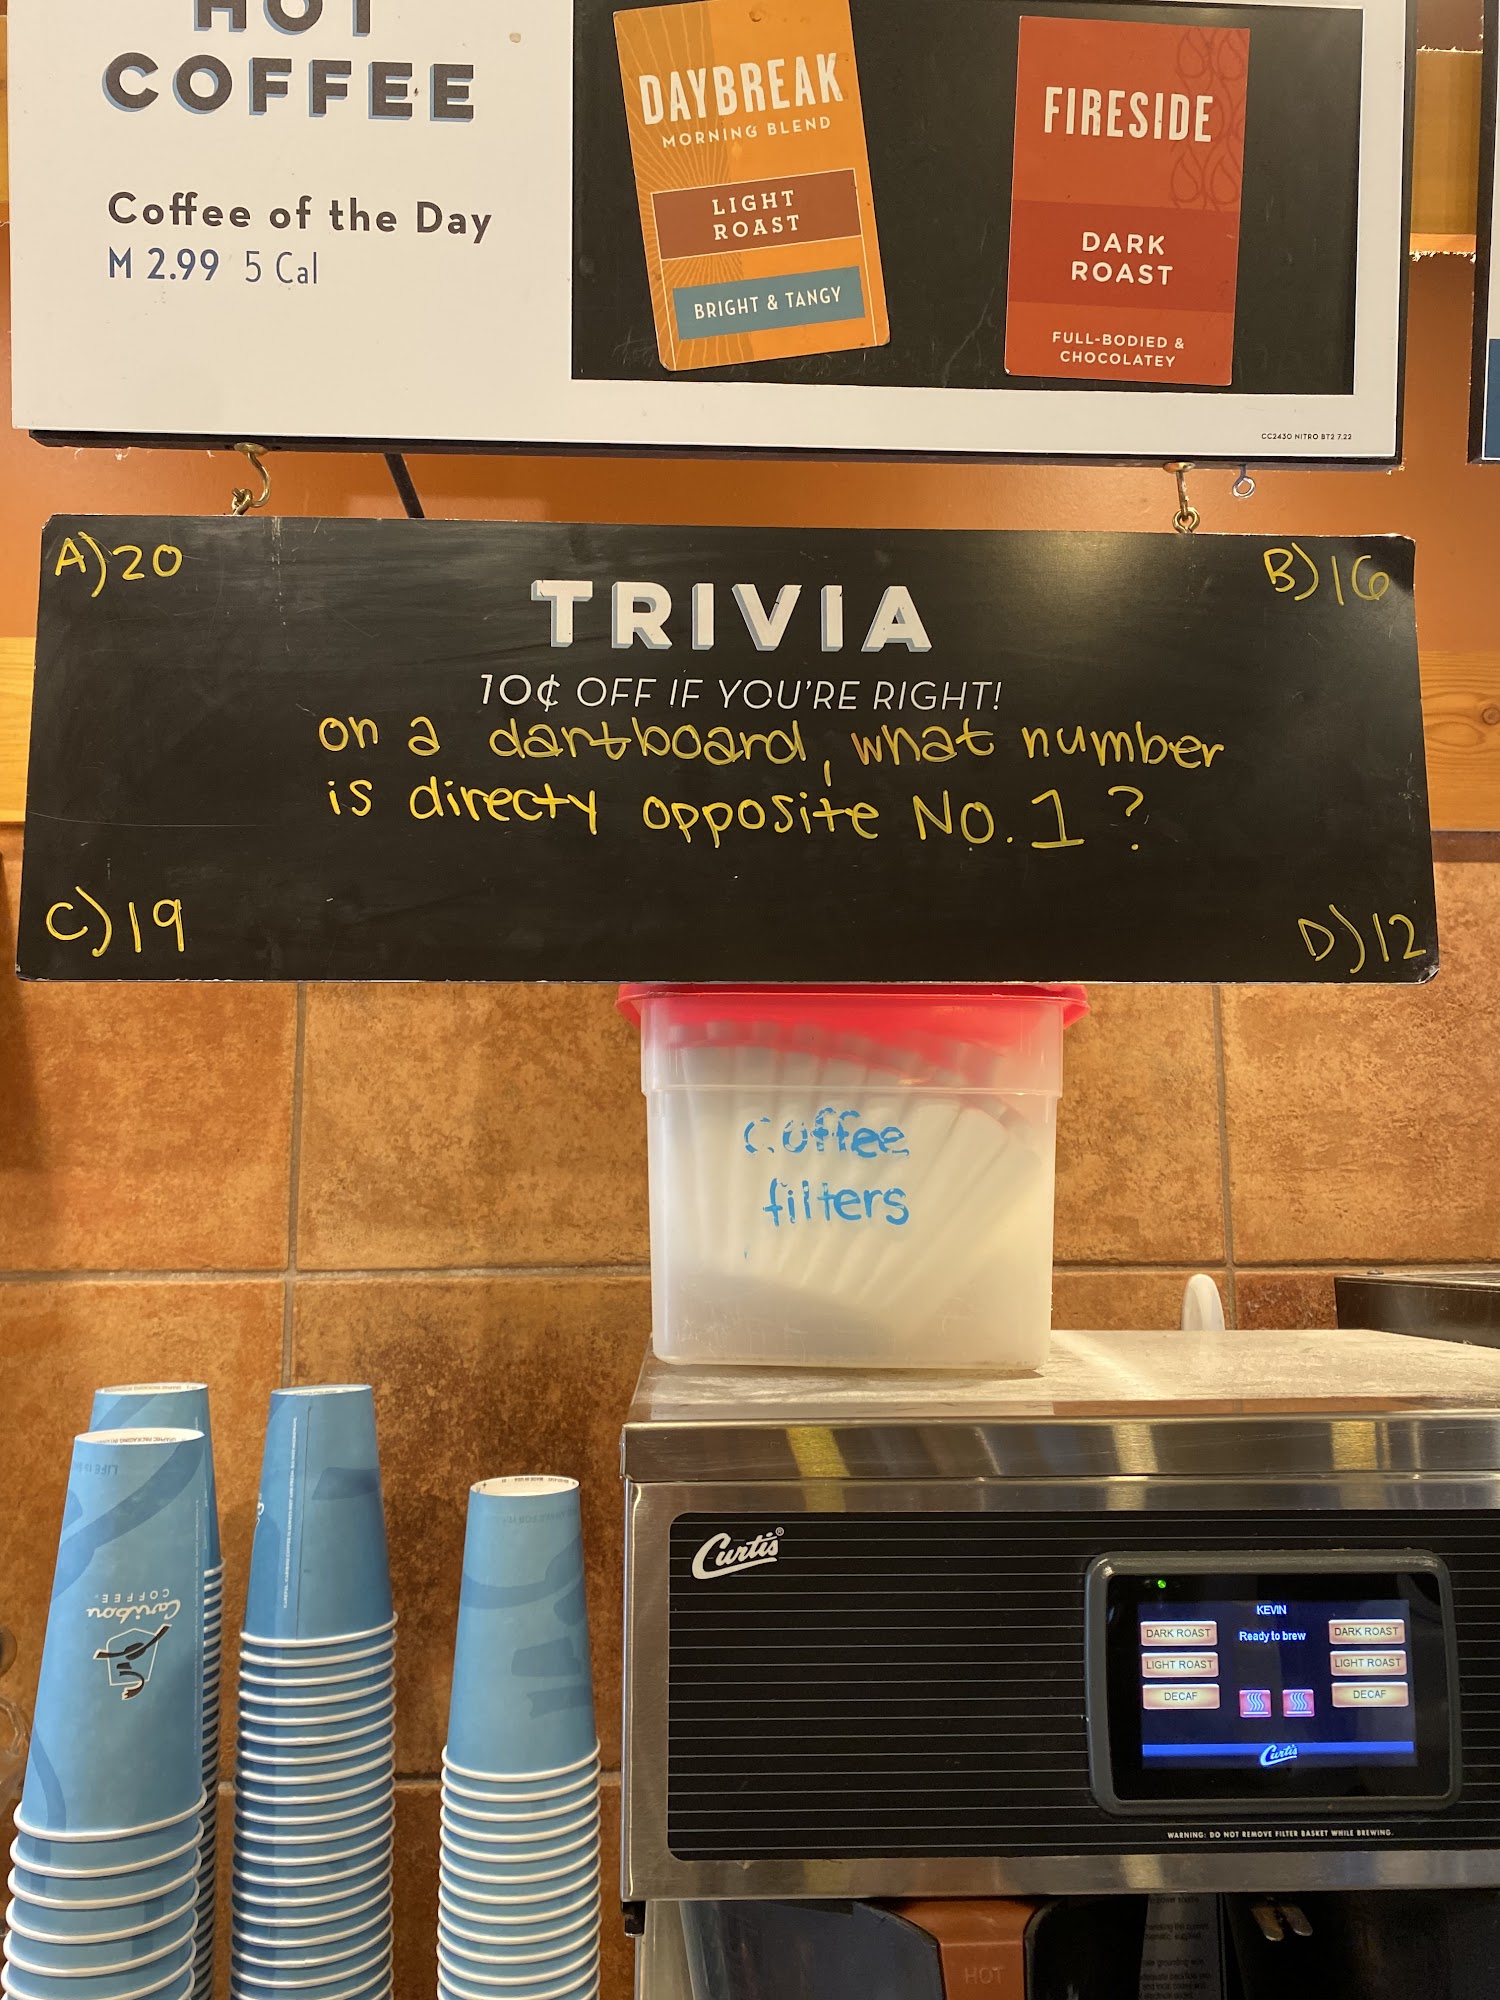 HOT
COFFEE
Coffee of the Day
M 2.99 5 Cal
DAYBREAK
MORNING BLEND
LIGHT
ROAST
BRIGHT & TANGY
FIRESIDE
DARK
ROAST
FULL-BODIED &
CHOCOLATEY
CC2430 NITRO BT2 7.22
A) 20
B) 16
TRIVIA
10¢ OFF IF YOU'RE RIGHT!
on a dartboard, what number
is directy opposite No. 1?
C) 19
D) 12
Coffee
filters
Caribou
COFFEE
Curtis
KEVIN
Ready to brew
DARK ROAST
LIGHT ROAST
DECAF
DARK ROAST
LIGHT ROAST
DECAF
Curtis
WARNING: DO NOT REMOVE FILTER BASKET WHILE BREWING.
HOT